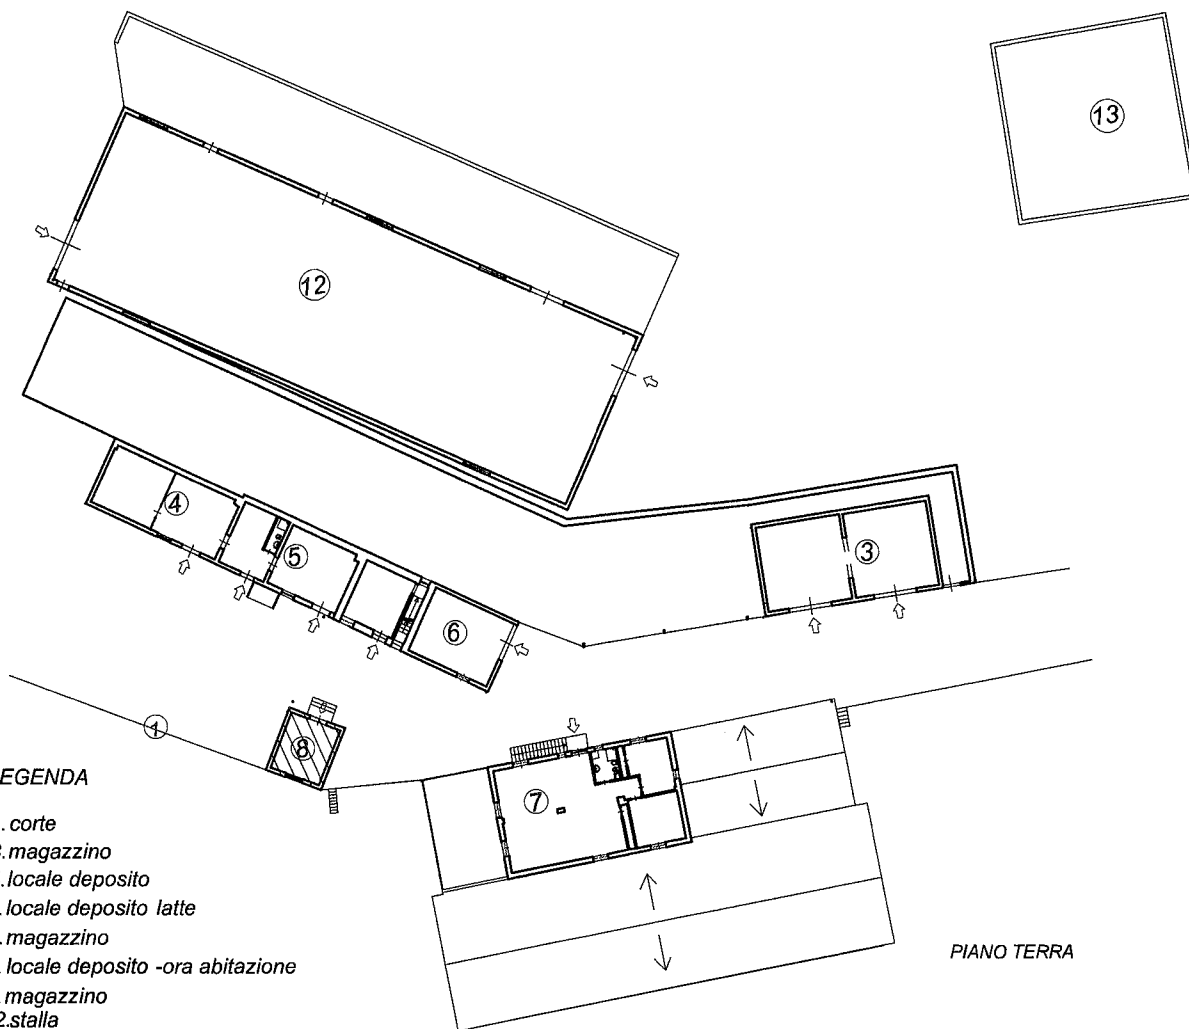 13
12
4
5
3
6
1
8
7
EGENDA
. corte
.magazzino
.locale deposito
.locale deposito latte
.magazzino
.locale deposito -ora abitazione
.magazzino
2.stalla
PIANO TERRA